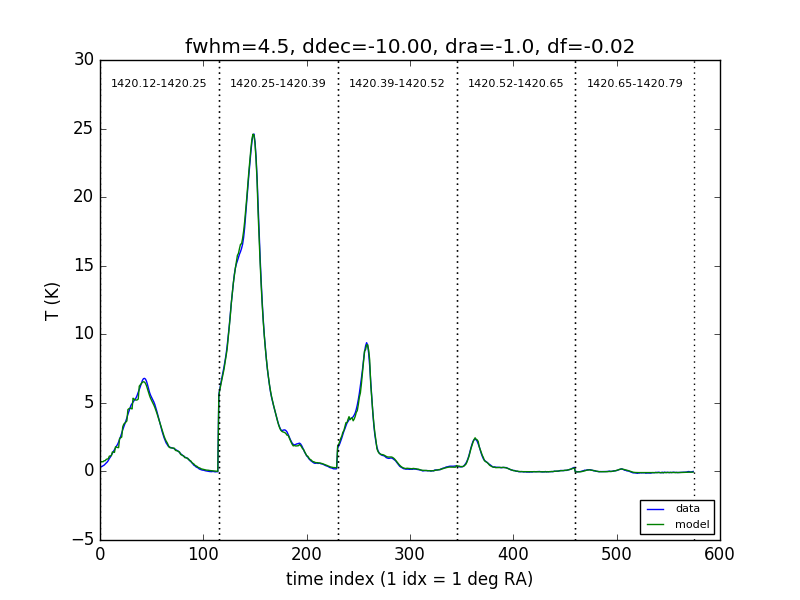 fwhm=4.5, ddec=-10.00, dra=-1.0, df=-0.02
30
1420.12-1420.25 1420.25-1420.39 1420.39-1420.52 1420.52-1420.65 1420.65-1420.79
25
20
15
T (K)
10
5
0
−5
data
model
0 100 200 300 400 500 600
time index (1 idx = 1 deg RA)